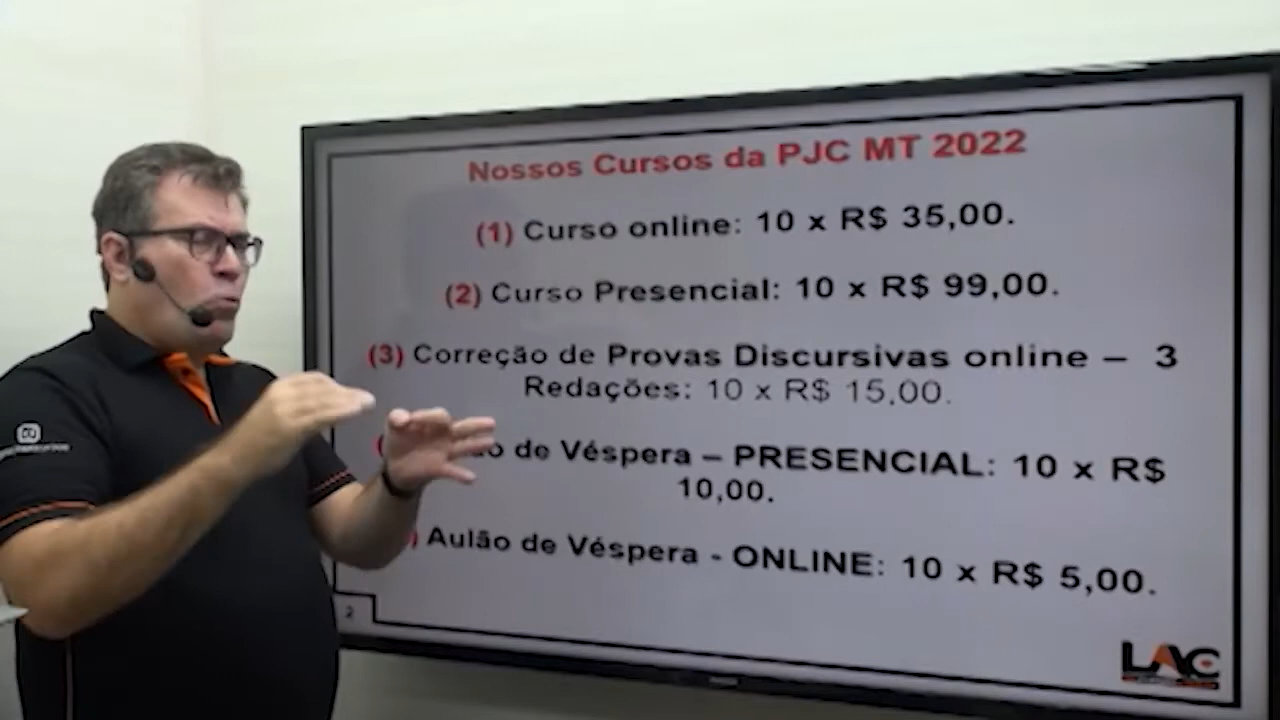 Nossos Cursos da PJC MT 2022
(1) Curso online: 10 x R$ 35,00.
(2) Curso Presencial: 10 x R$ 99,00.
(3) Correção de Provas Discursivas online – 3
Redações: 10 x R$ 15,00.
de Véspera – PRESENCIAL: 10 x R$
10,00.
) Aulão de Véspera - ONLINE: 10 x R$ 5,00.
2
LAC